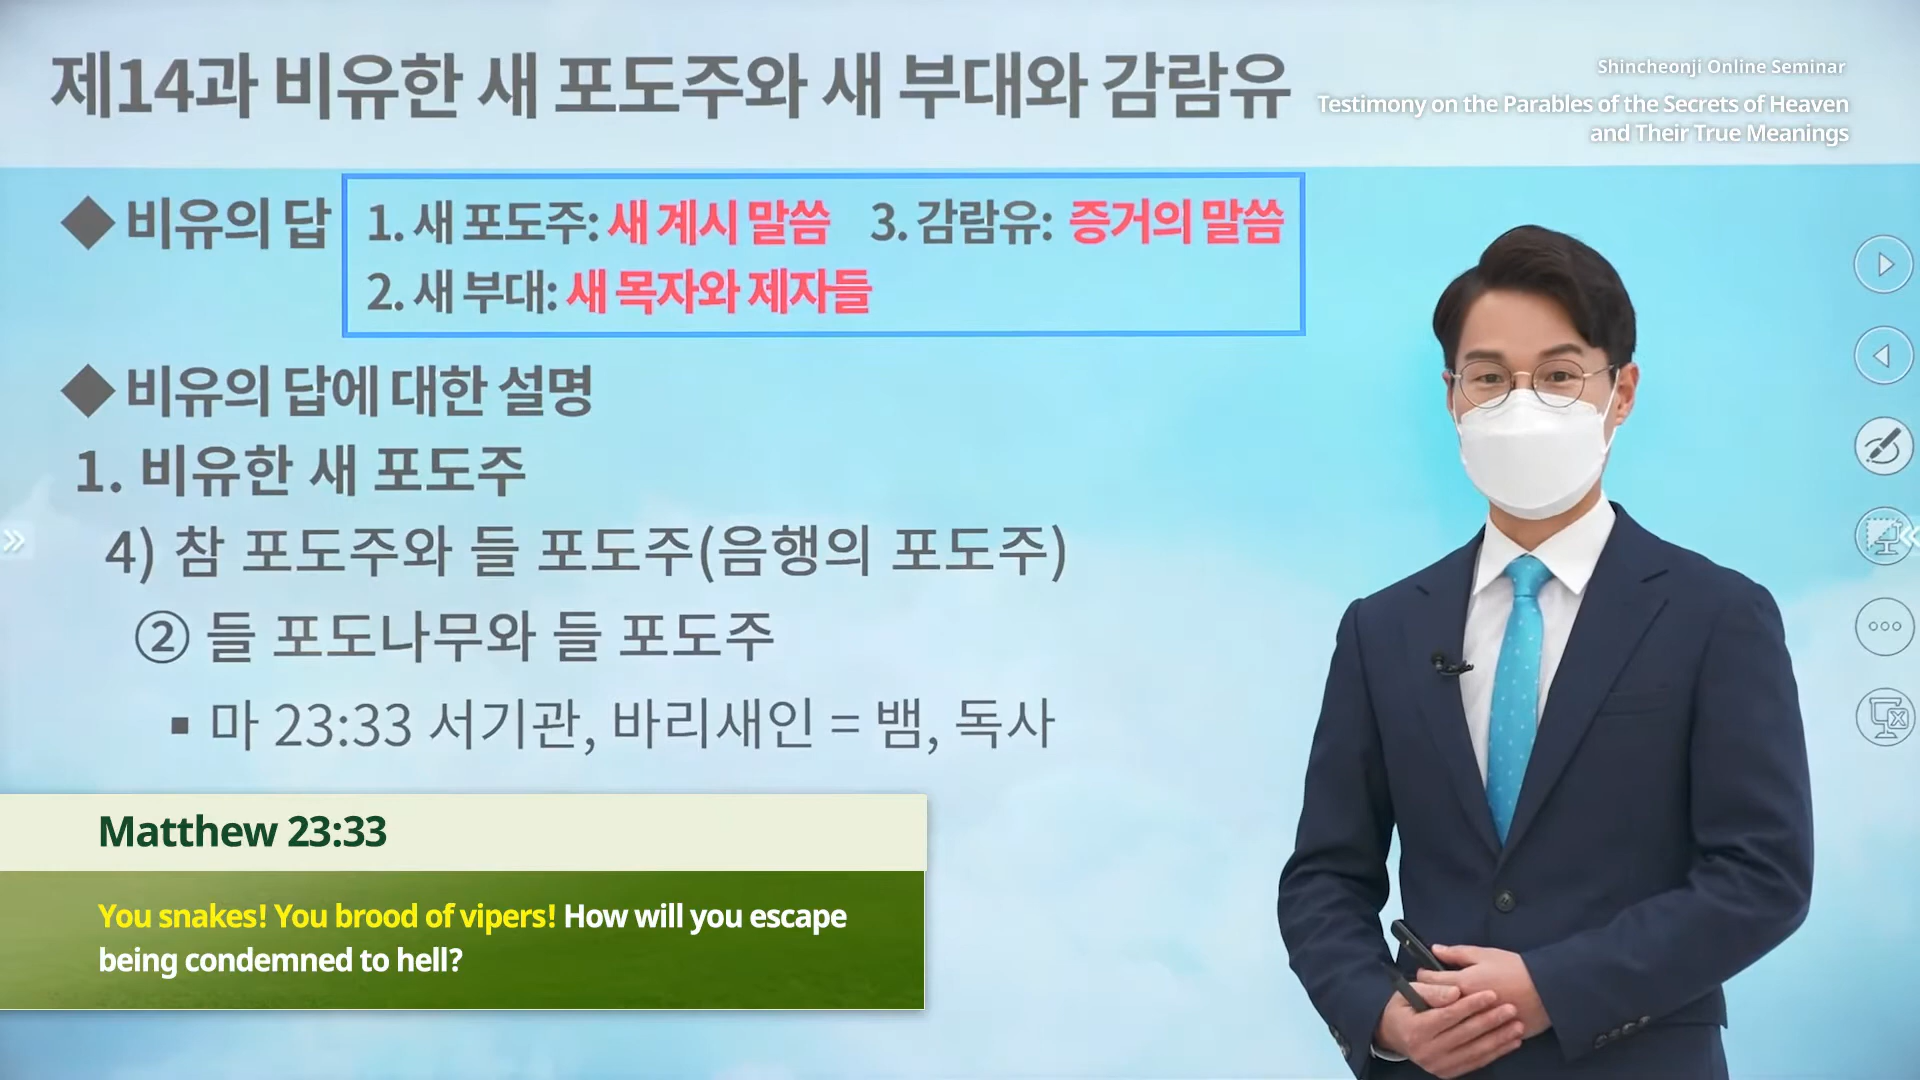 제14과 비유한 새 포도주와 새 부대와 감람유
Shincheonji Online Seminar
Testimony on the Parables of the Secrets of Heaven
and Their True Meanings
◆ 비유의 답
1. 새 포도주: 새 계시 말씀 3. 감람유: 증거의 말씀
2. 새 부대: 새 목자와 제자들
◆ 비유의 답에 대한 설명
1. 비유한 새 포도주
4) 참 포도주와 들 포도주(음행의 포도주)
② 들 포도나무와 들 포도주
▪ 마 23:33 서기관, 바리새인 = 뱀, 독사
Matthew 23:33
You snakes! You brood of vipers! How will you escape
being condemned to hell?